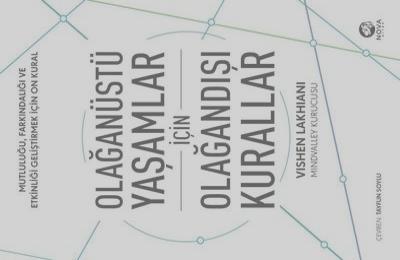 MUTLULUĞU, FARKINDALIĞI VE
ETKİNLİĞİ GELİŞTİRMEK İÇİN ON KURAL
OLAĞANÜSTÜ
YAŞAMLAR
İÇİN
OLAĞANDIŞI
KURALLAR
VISHEN LAKHIANI
MINDVALLEY KURUCUSU
NOVA
ÇEVİREN: TAYFUN SOYLU